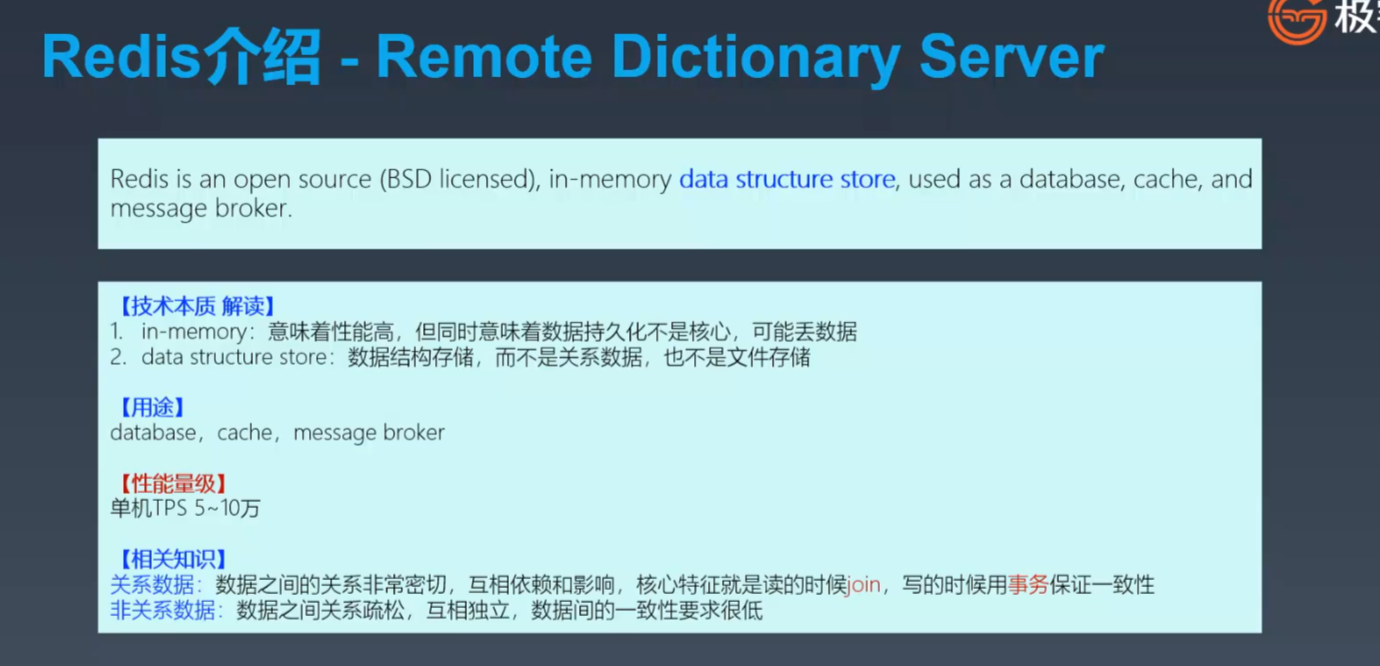 极
Redis介绍 - Remote Dictionary Server
Redis is an open source (BSD licensed), in-memory data structure store, used as a database, cache, and
message broker.
【技术本质 解读】
1. in-memory：意味着性能高，但同时意味着数据持久化不是核心，可能丢数据
2. data structure store：数据结构存储，而不是关系数据，也不是文件存储
【用途】
database，cache，message broker
【性能量级】
单机TPS 5~10万
【相关知识】
关系数据：数据之间的关系非常密切，互相依赖和影响，核心特征就是读的时候join，写的时候用事务保证一致性
非关系数据：数据之间关系疏松，互相独立，数据间的一致性要求很低